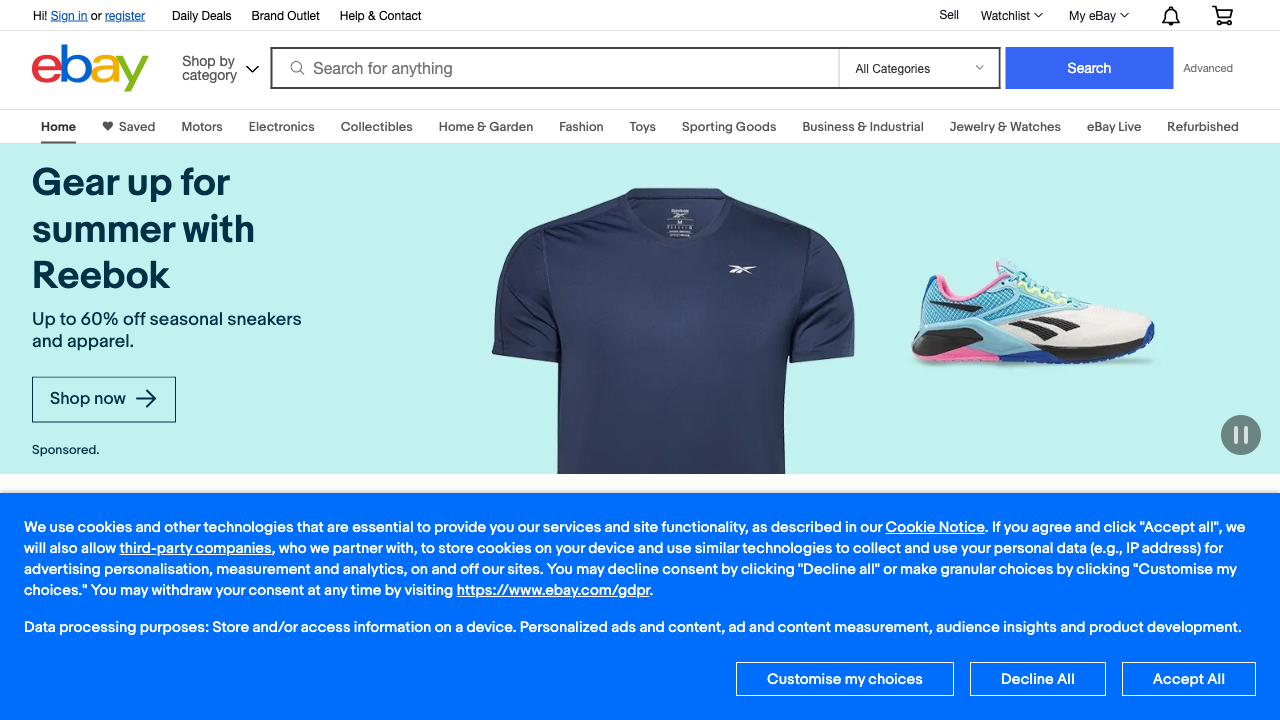 Hi! Sign in or register
Daily Deals
Brand Outlet
Help & Contact
Sell
Watchlist
My eBay
ebay
Shop by
category
Search for anything
All Categories
Search
Advanced
Home
Saved
Motors
Electronics
Collectibles
Home & Garden
Fashion
Toys
Sporting Goods
Business & Industrial
Jewelry & Watches
eBay Live
Refurbished
Gear up for
summer with
Reebok
Up to 60% off seasonal sneakers
and apparel.
Shop now
Sponsored.
Reebok
M
We use cookies and other technologies that are essential to provide you our services and site functionality, as described in our Cookie Notice. If you agree and click "Accept all", we
will also allow third-party companies, who we partner with, to store cookies on your device and use similar technologies to collect and use your personal data (e.g., IP address) for
advertising personalisation, measurement and analytics, on and off our sites. You may decline consent by clicking "Decline all" or make granular choices by clicking "Customise my
choices." You may withdraw your consent at any time by visiting https://www.ebay.com/gdpr.
Data processing purposes: Store and/or access information on a device. Personalized ads and content, ad and content measurement, audience insights and product development.
Customise my choices
Decline All
Accept All